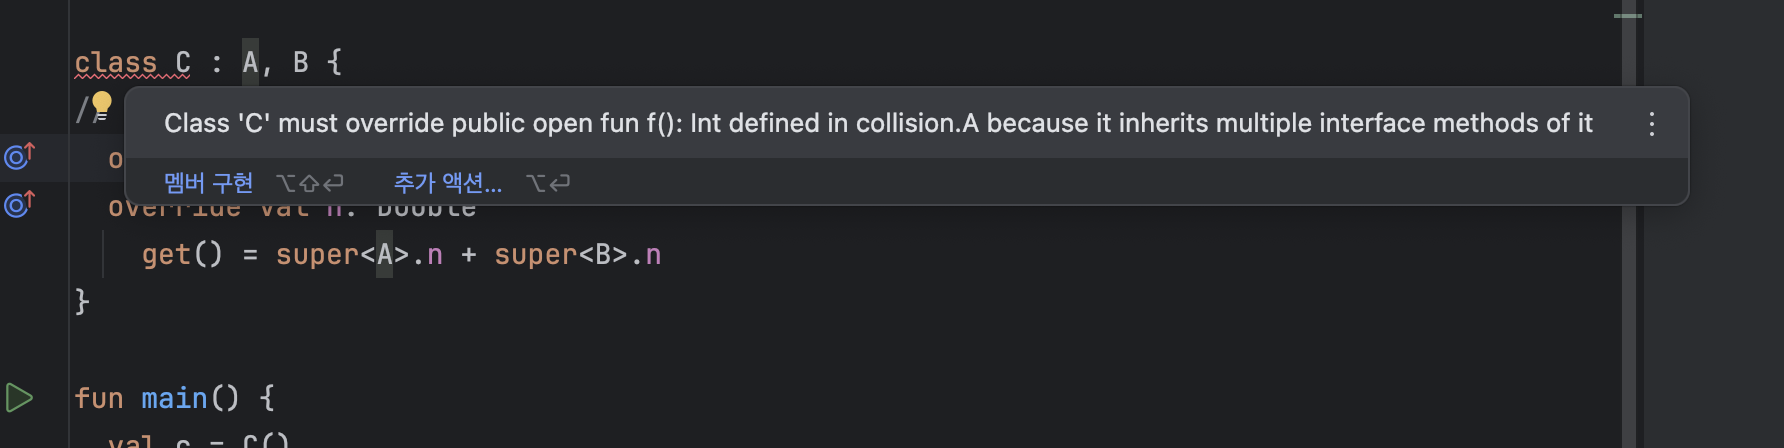 class C : A, B {
//
Class 'C' must override public open fun f(): Int defined in collision.A because it inherits multiple interface methods of it
멤버 구현 ⌥⇧⏎ 추가 액션... ⌥⏎
override val n: Double
get() = super<A>.n + super<B>.n
}
fun main() {
val c = C()